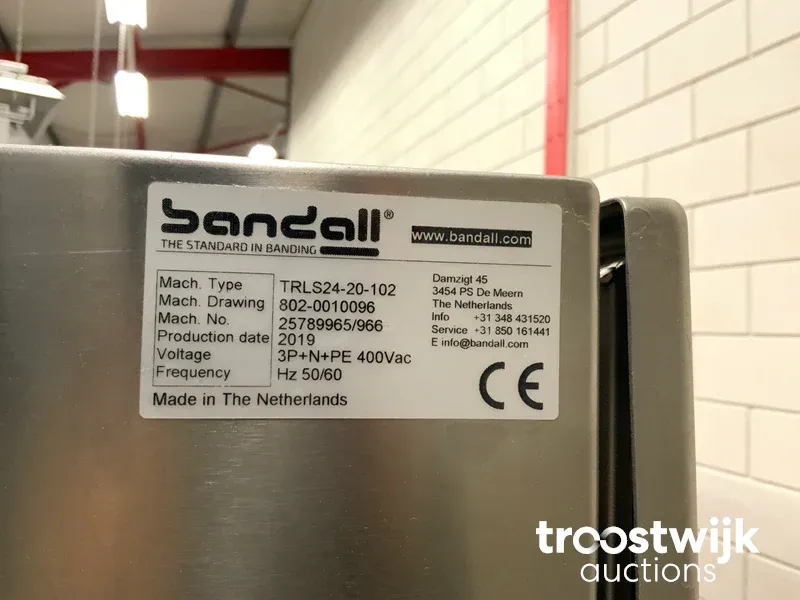 bandall®
THE STANDARD IN BANDING
www.bandall.com
Mach. Type TRLS24-20-102
Mach. Drawing 802-0010096
Mach. No. 25789965/966
Production date 2019
Voltage 3P+N+PE 400Vac
Frequency Hz 50/60
Made in The Netherlands
Damzigt 45
3454 PS De Meern
The Netherlands
Info +31 348 431520
Service +31 850 161441
E info@bandall.com
CE
troostwijk
auctions